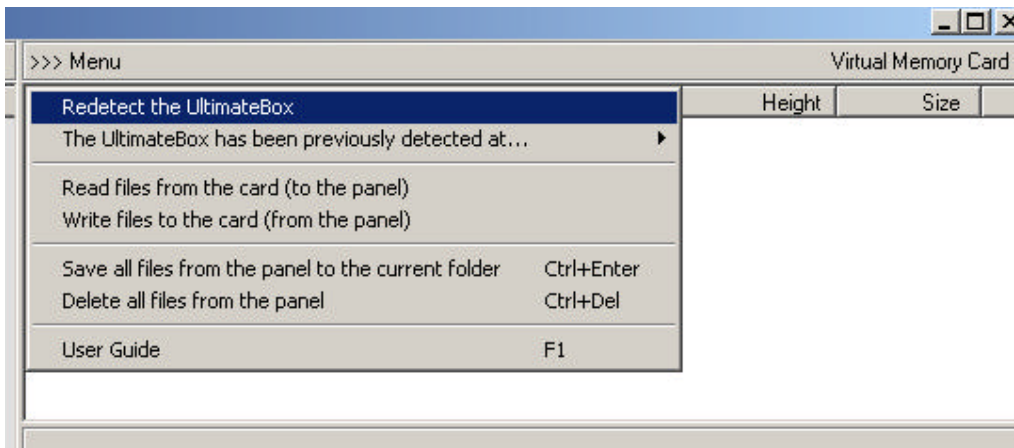 >>> Menu Virtual Memory Card
Height Size
Redetect the UltimateBox
The UltimateBox has been previously detected at...
Read files from the card (to the panel)
Write files to the card (from the panel)
Save all files from the panel to the current folder Ctrl+Enter
Delete all files from the panel Ctrl+Del
User Guide F1